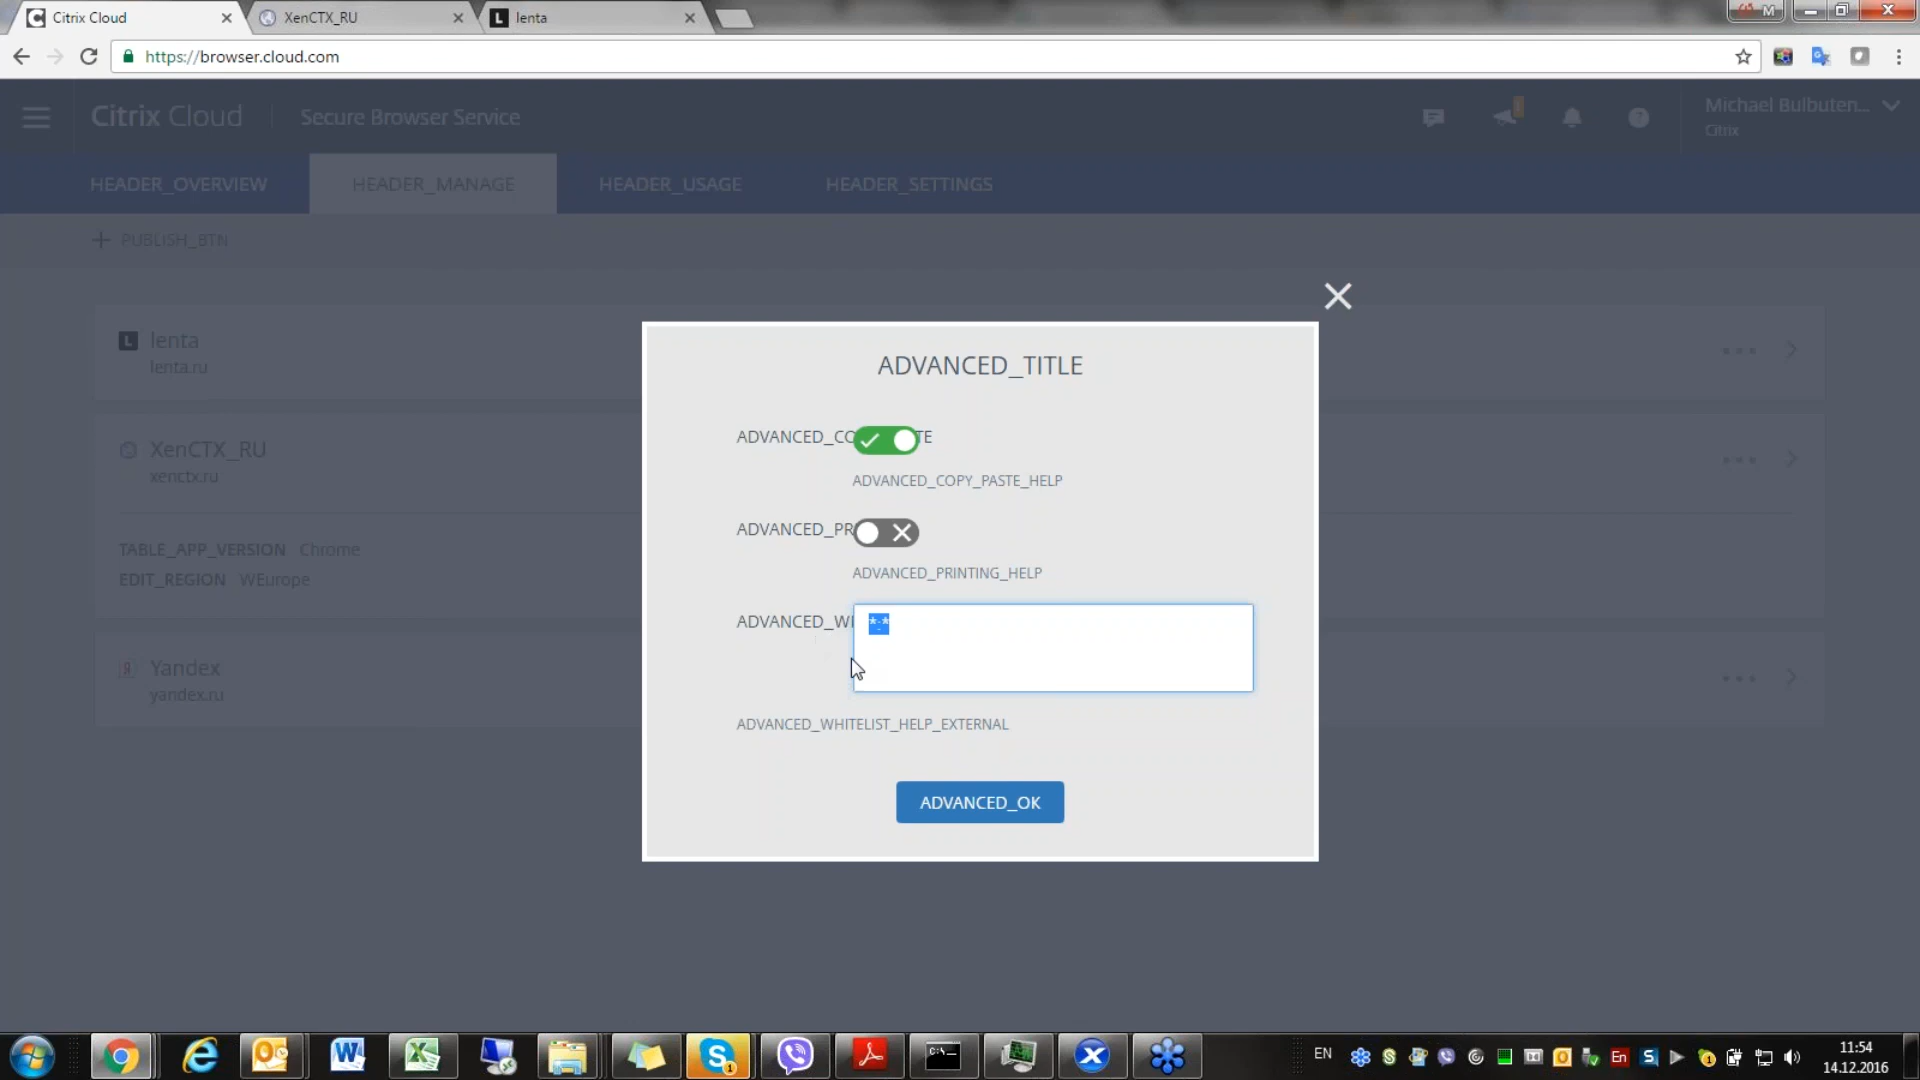 Citrix Cloud
XenCTX_RU
lenta
M
https://browser.cloud.com
Citrix Cloud
Secure Browser Service
Michael Bulbuten...
Citrix
HEADER_OVERVIEW
HEADER_MANAGE
HEADER_USAGE
HEADER_SETTINGS
PUBLISH_BTN
lenta
lenta.ru
XenCTX_RU
xenctx.ru
TABLE_APP_VERSION Chrome
EDIT_REGION WEurope
Yandex
yandex.ru
ADVANCED_TITLE
ADVANCED_CO
TE
ADVANCED_COPY_PASTE_HELP
ADVANCED_PR
ADVANCED_PRINTING_HELP
ADVANCED_W
*:*
ADVANCED_WHITELIST_HELP_EXTERNAL
ADVANCED_OK
EN
11:54
14.12.2016